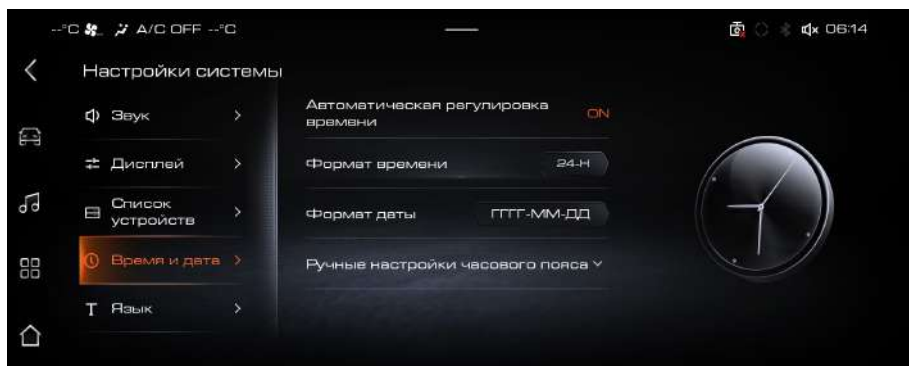 --°C A/C OFF --°C 06:14
Настройки системы
Звук
Дисплей
Список
устройств
Время и дата
Язык
Автоматическая регулировка
времени ON
Формат времени 24-H
Формат даты ГГГГ-ММ-ДД
Ручные настройки часового пояса